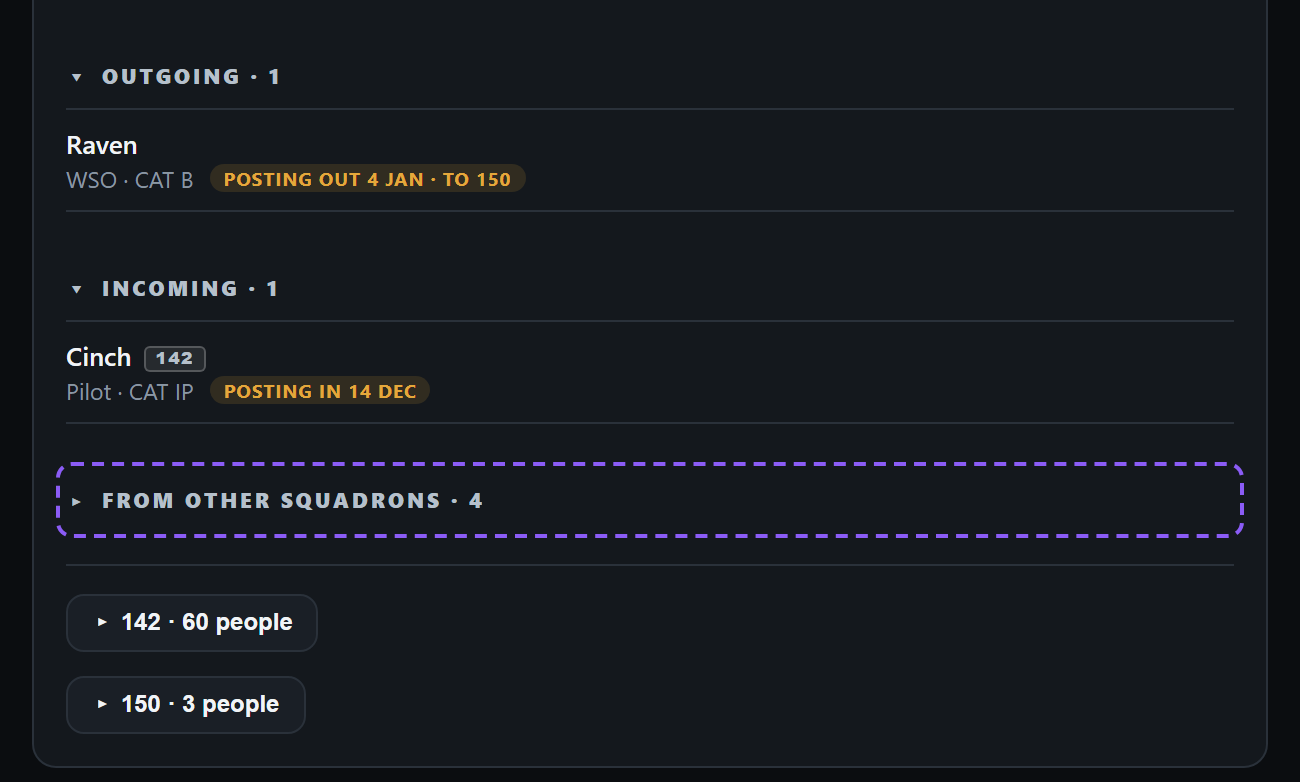 ▾ OUTGOING · 1
Raven
WSO · CAT B POSTING OUT 4 JAN · TO 150
▾ INCOMING · 1
Cinch 142
Pilot · CAT IP POSTING IN 14 DEC
▸ FROM OTHER SQUADRONS · 4
▸ 142 · 60 people
▸ 150 · 3 people